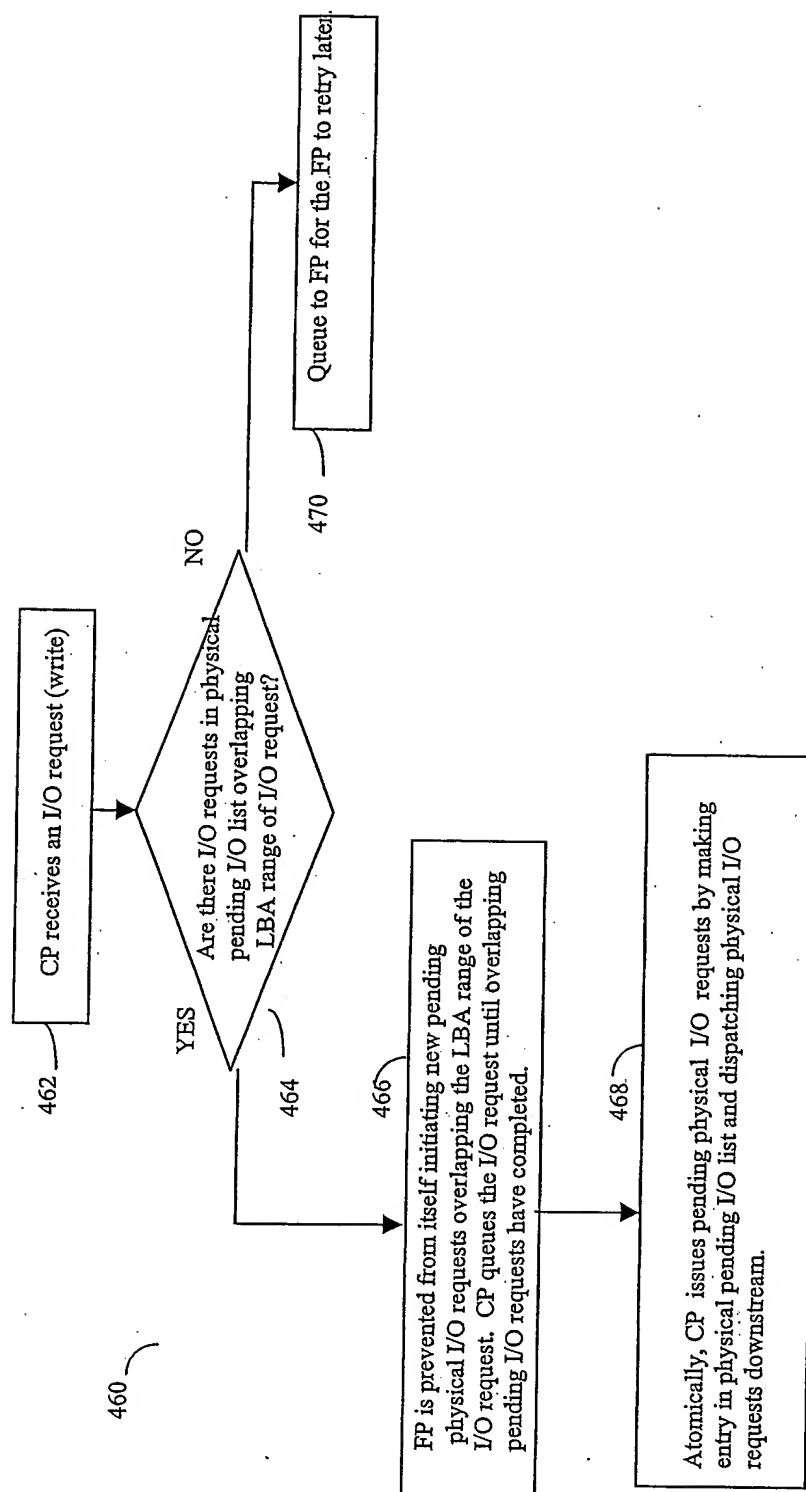 460
462
CP receives an I/O request (write)
YES
NO
Are there I/O requests in physical
pending I/O list overlapping
LBA range of I/O request?
464
470
Queue to FP for the FP to retry later.
466
FP is prevented from itself initiating new pending
physical I/O requests overlapping the LBA range of the
I/O request. CP queues the I/O request until overlapping
pending I/O requests have completed.
468
Atomically, CP issues pending physical I/O requests by making
entry in physical pending I/O list and dispatching physical I/O
requests downstream.